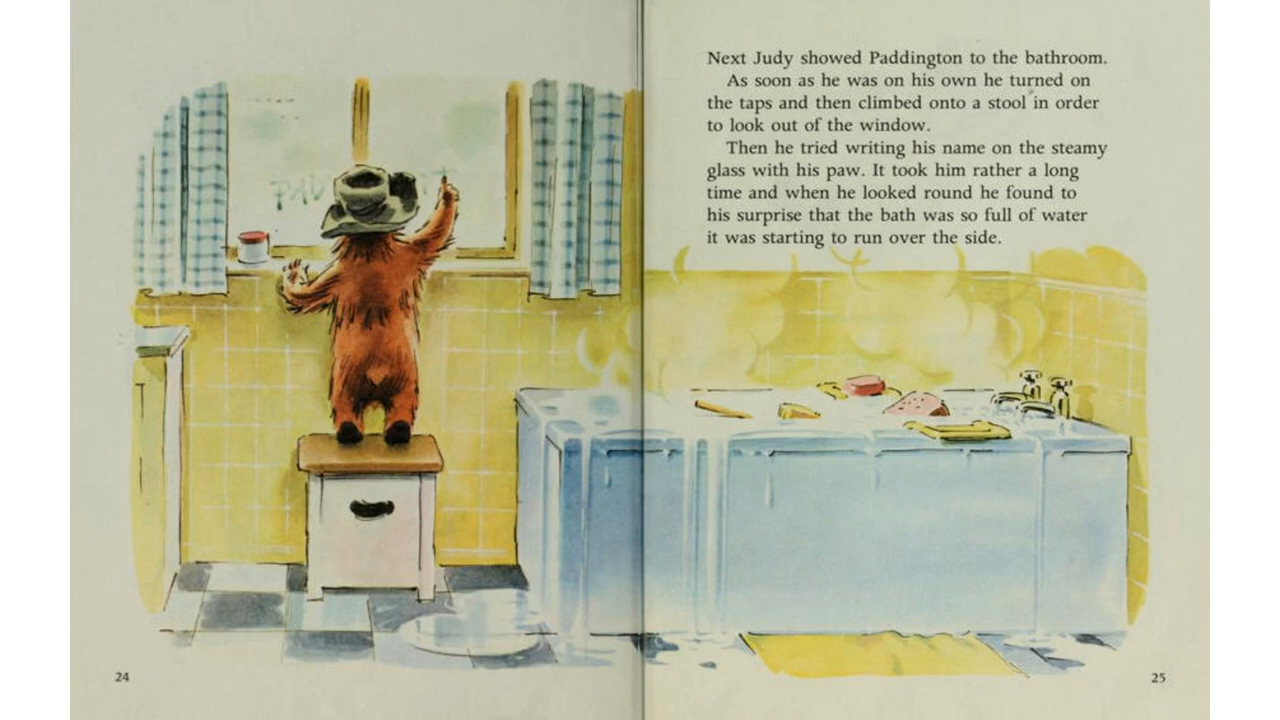 PAD
24
Next Judy showed Paddington to the bathroom.
As soon as he was on his own he turned on
the taps and then climbed onto a stool in order
to look out of the window.
Then he tried writing his name on the steamy
glass with his paw. It took him rather a long
time and when he looked round he found to
his surprise that the bath was so full of water
it was starting to run over the side.
25